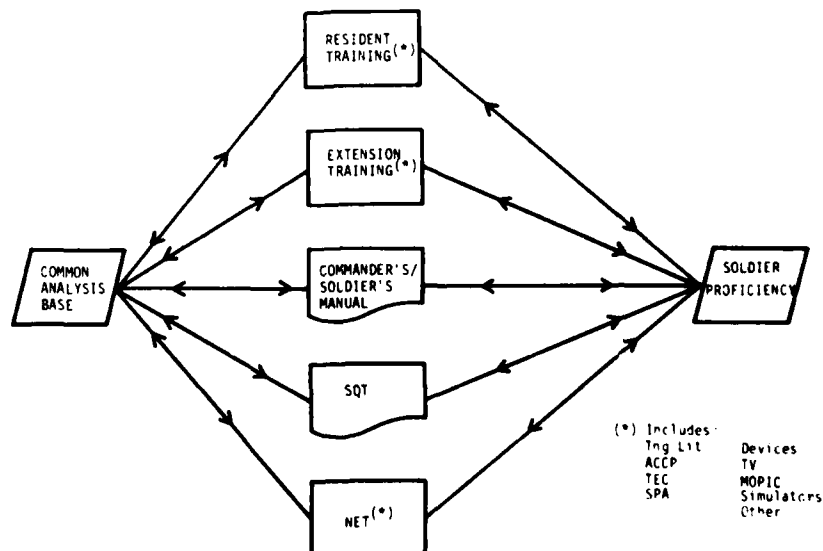 RESIDENT
TRAINING(*)
EXTENSION
TRAINING(*)
COMMON
ANALYSIS
BASE
COMMANDER'S/
SOLDIER'S
MANUAL
SOLDIER
PROFICIENCY
SQT
NET(*)
(*) Includes:
Tng Lit Devices
ACCP TV
TEC MOPIC
SPA Simulators
Other